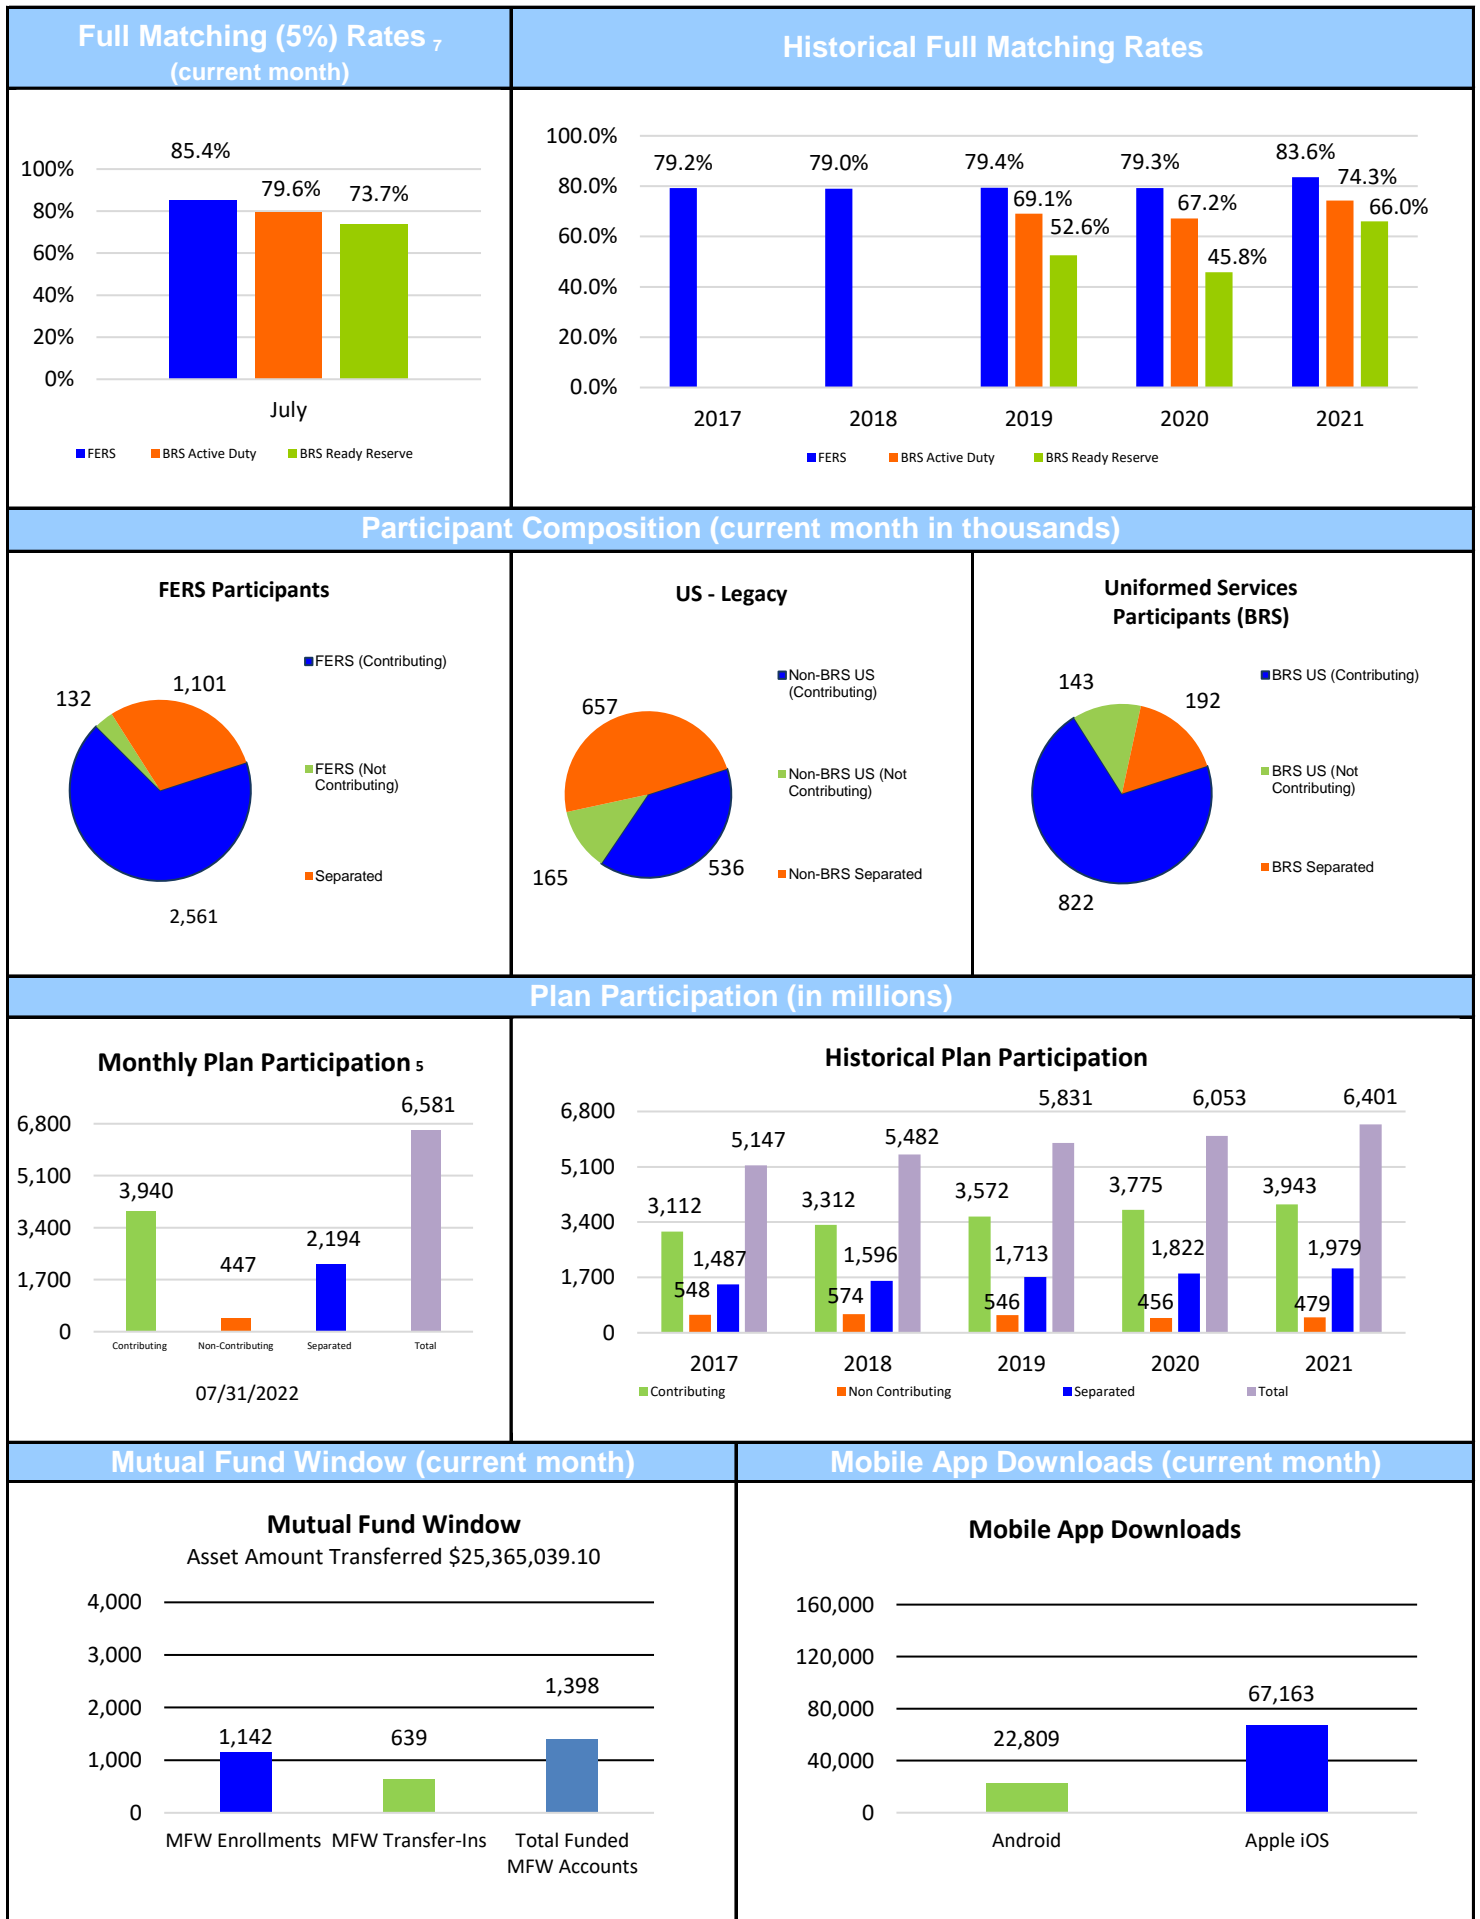 Full Matching (5%) Rates 7
(current month)
Historical Full Matching Rates
85.4%
79.6%
73.7%
100%
80%
60%
40%
20%
0%
July
FERS
BRS Active Duty
BRS Ready Reserve
100.0%
80.0%
60.0%
40.0%
20.0%
0.0%
79.2%
79.0%
79.4%
69.1%
52.6%
79.3%
67.2%
45.8%
83.6%
74.3%
66.0%
2017
2018
2019
2020
2021
FERS
BRS Active Duty
BRS Ready Reserve
Participant Composition (current month in thousands)
FERS Participants
132
1,101
2,561
FERS (Contributing)
FERS (Not
Contributing)
Separated
US - Legacy
657
165
536
Non-BRS US
(Contributing)
Non-BRS US (Not
Contributing)
Non-BRS Separated
Uniformed Services
Participants (BRS)
143
192
822
BRS US (Contributing)
BRS US (Not
Contributing)
BRS Separated
Plan Participation (in millions)
Monthly Plan Participation 5
6,800
5,100
3,400
1,700
0
3,940
447
2,194
6,581
Contributing
Non-Contributing
Separated
Total
07/31/2022
Historical Plan Participation
6,800
5,100
3,400
1,700
0
3,112
548
1,487
5,147
3,312
574
1,596
5,482
3,572
546
1,713
5,831
3,775
456
1,822
6,053
3,943
479
1,979
6,401
2017
2018
2019
2020
2021
Contributing
Non Contributing
Separated
Total
Mutual Fund Window (current month)
Mobile App Downloads (current month)
Mutual Fund Window
Asset Amount Transferred $25,365,039.10
4,000
3,000
2,000
1,000
0
1,142
639
1,398
MFW Enrollments
MFW Transfer-Ins
Total Funded
MFW Accounts
Mobile App Downloads
160,000
120,000
80,000
40,000
0
22,809
67,163
Android
Apple iOS